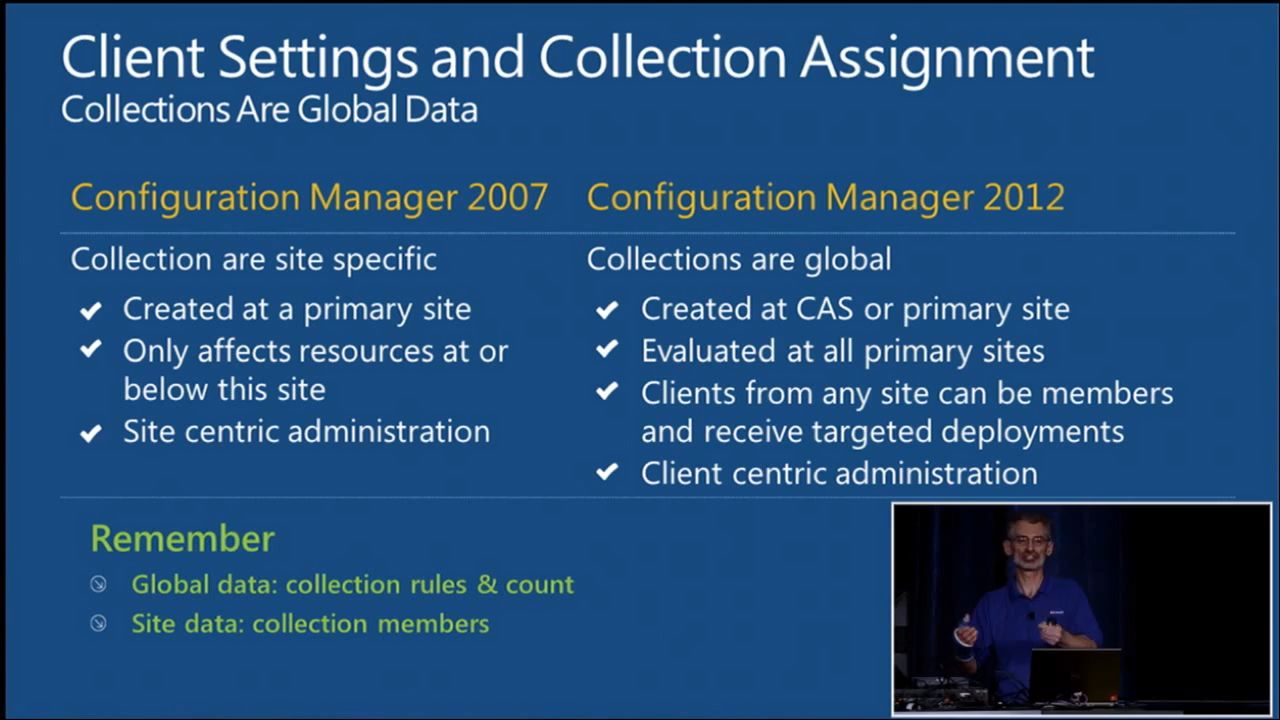 Client Settings and Collection Assignment
Collections Are Global Data
Configuration Manager 2007
Collection are site specific
Created at a primary site
Only affects resources at or
below this site
Site centric administration
Configuration Manager 2012
Collections are global
Created at CAS or primary site
Evaluated at all primary sites
Clients from any site can be members
and receive targeted deployments
Client centric administration
Remember
Global data: collection rules & count
Site data: collection members